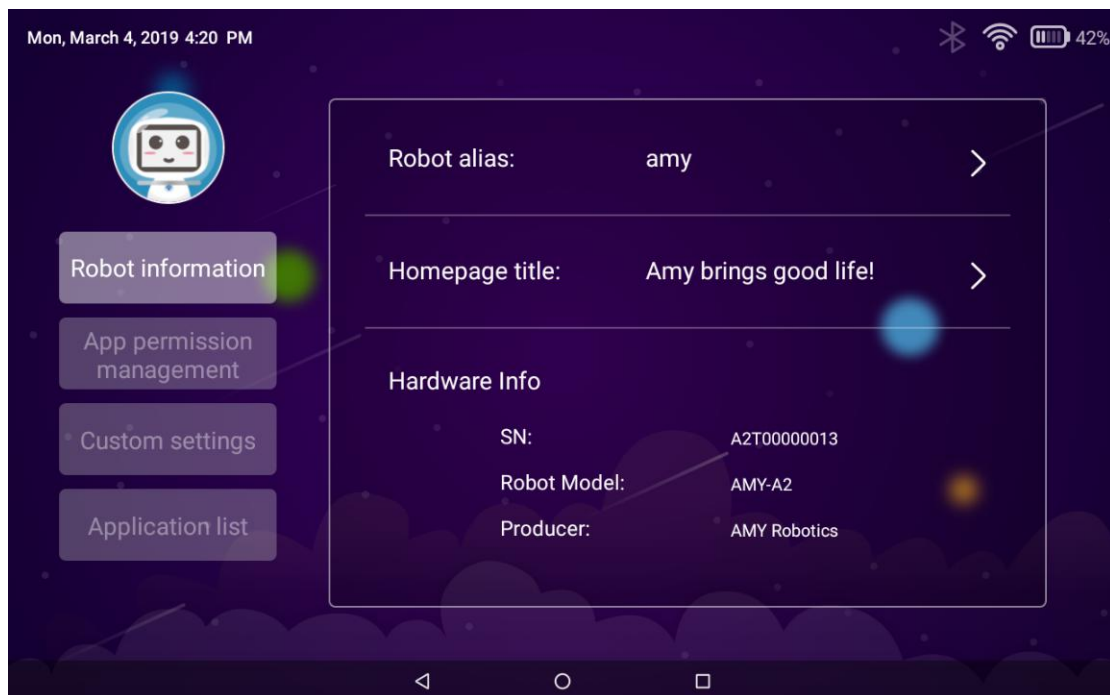 Mon, March 4, 2019 4:20 PM
42%
Robot information
App permission
management
Custom settings
Application list
Robot alias: amy
Homepage title: Amy brings good life!
Hardware Info
SN: A2T00000013
Robot Model: AMY-A2
Producer: AMY Robotics